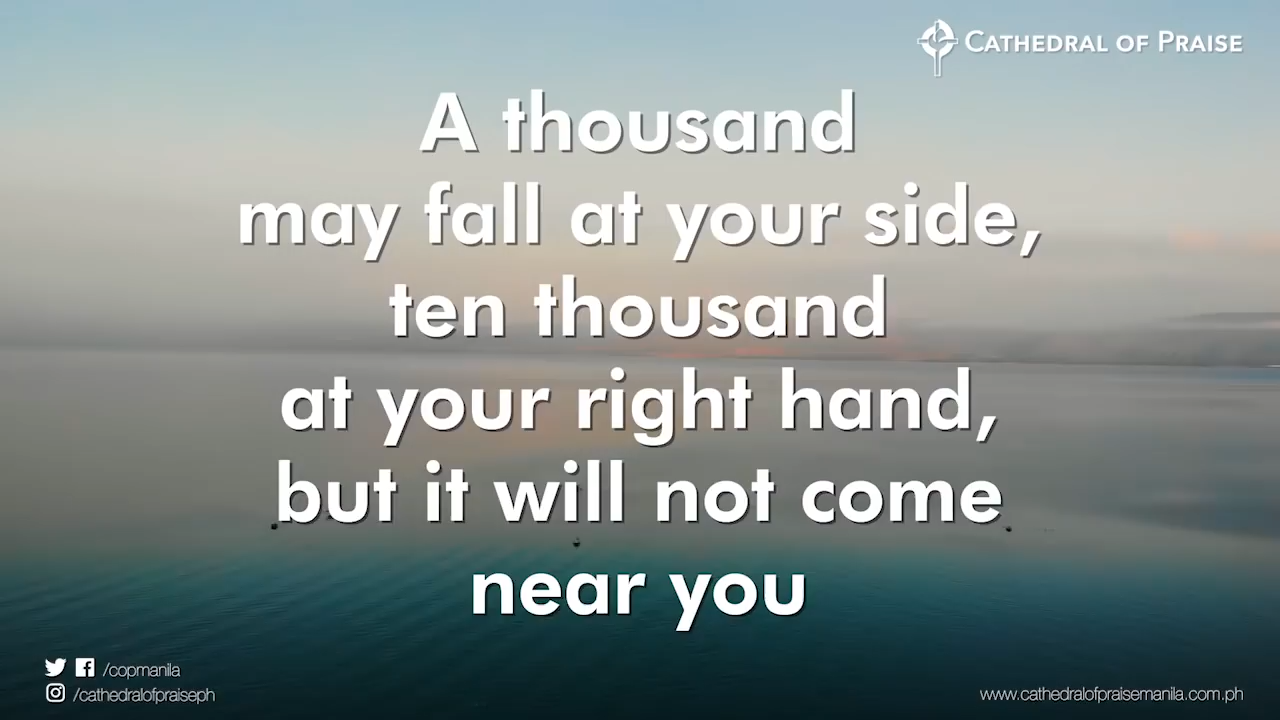 CATHEDRAL OF PRAISE
A thousand
may fall at your side,
ten thousand
at your right hand,
but it will not come
near you
/copmanila
/cathedralofpraiseph
www.cathedralofpraisemanila.com.ph